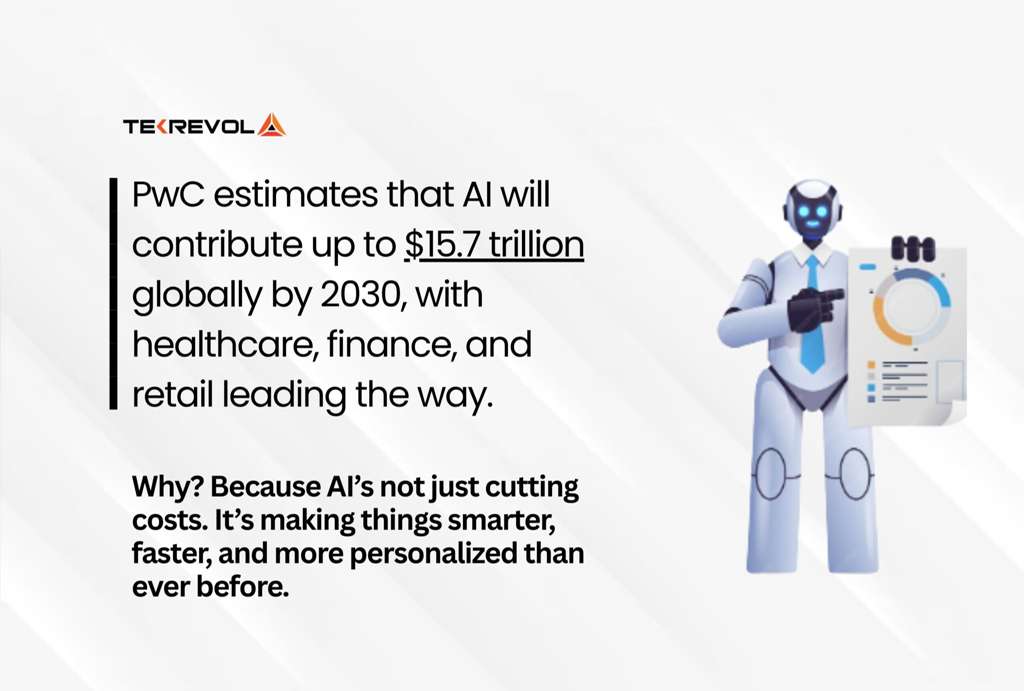 TEKREVOL
PwC estimates that AI will
contribute up to $15.7 trillion
globally by 2030, with
healthcare, finance, and
retail leading the way.
Why? Because AI’s not just cutting
costs. It’s making things smarter,
faster, and more personalized than
ever before.